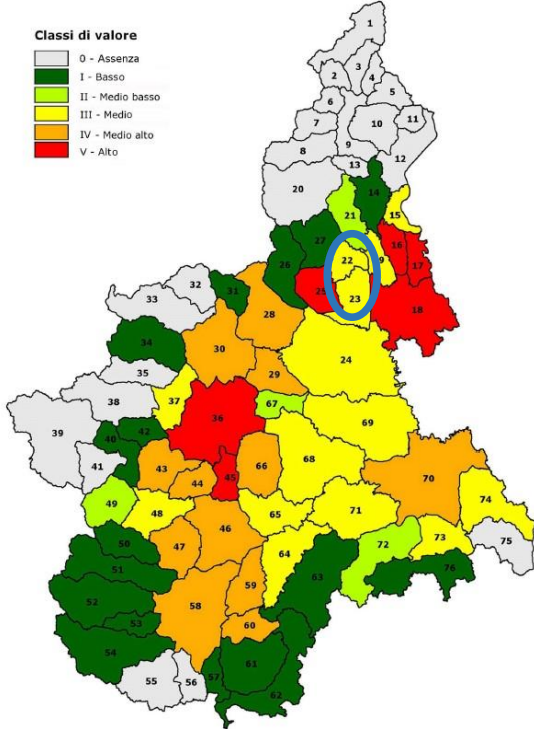 Classi di valore
0 - Assenza
I - Basso
II - Medio basso
III - Medio
IV - Medio alto
V - Alto
1
2 3 4
5
6
7 10 11
8 9
12
13
20 14
21 15
27 16
26 22 9 17
25 23
18
32
33 31
28
30
34 24
35 29
38 37 67
36 69
39
42
40
41 43 66 68 70
44 45
49 74
48 65 71
46
50 47 64 72 73 75
51 63 76
52 58 59
53 60
54 61
55 56 57
62